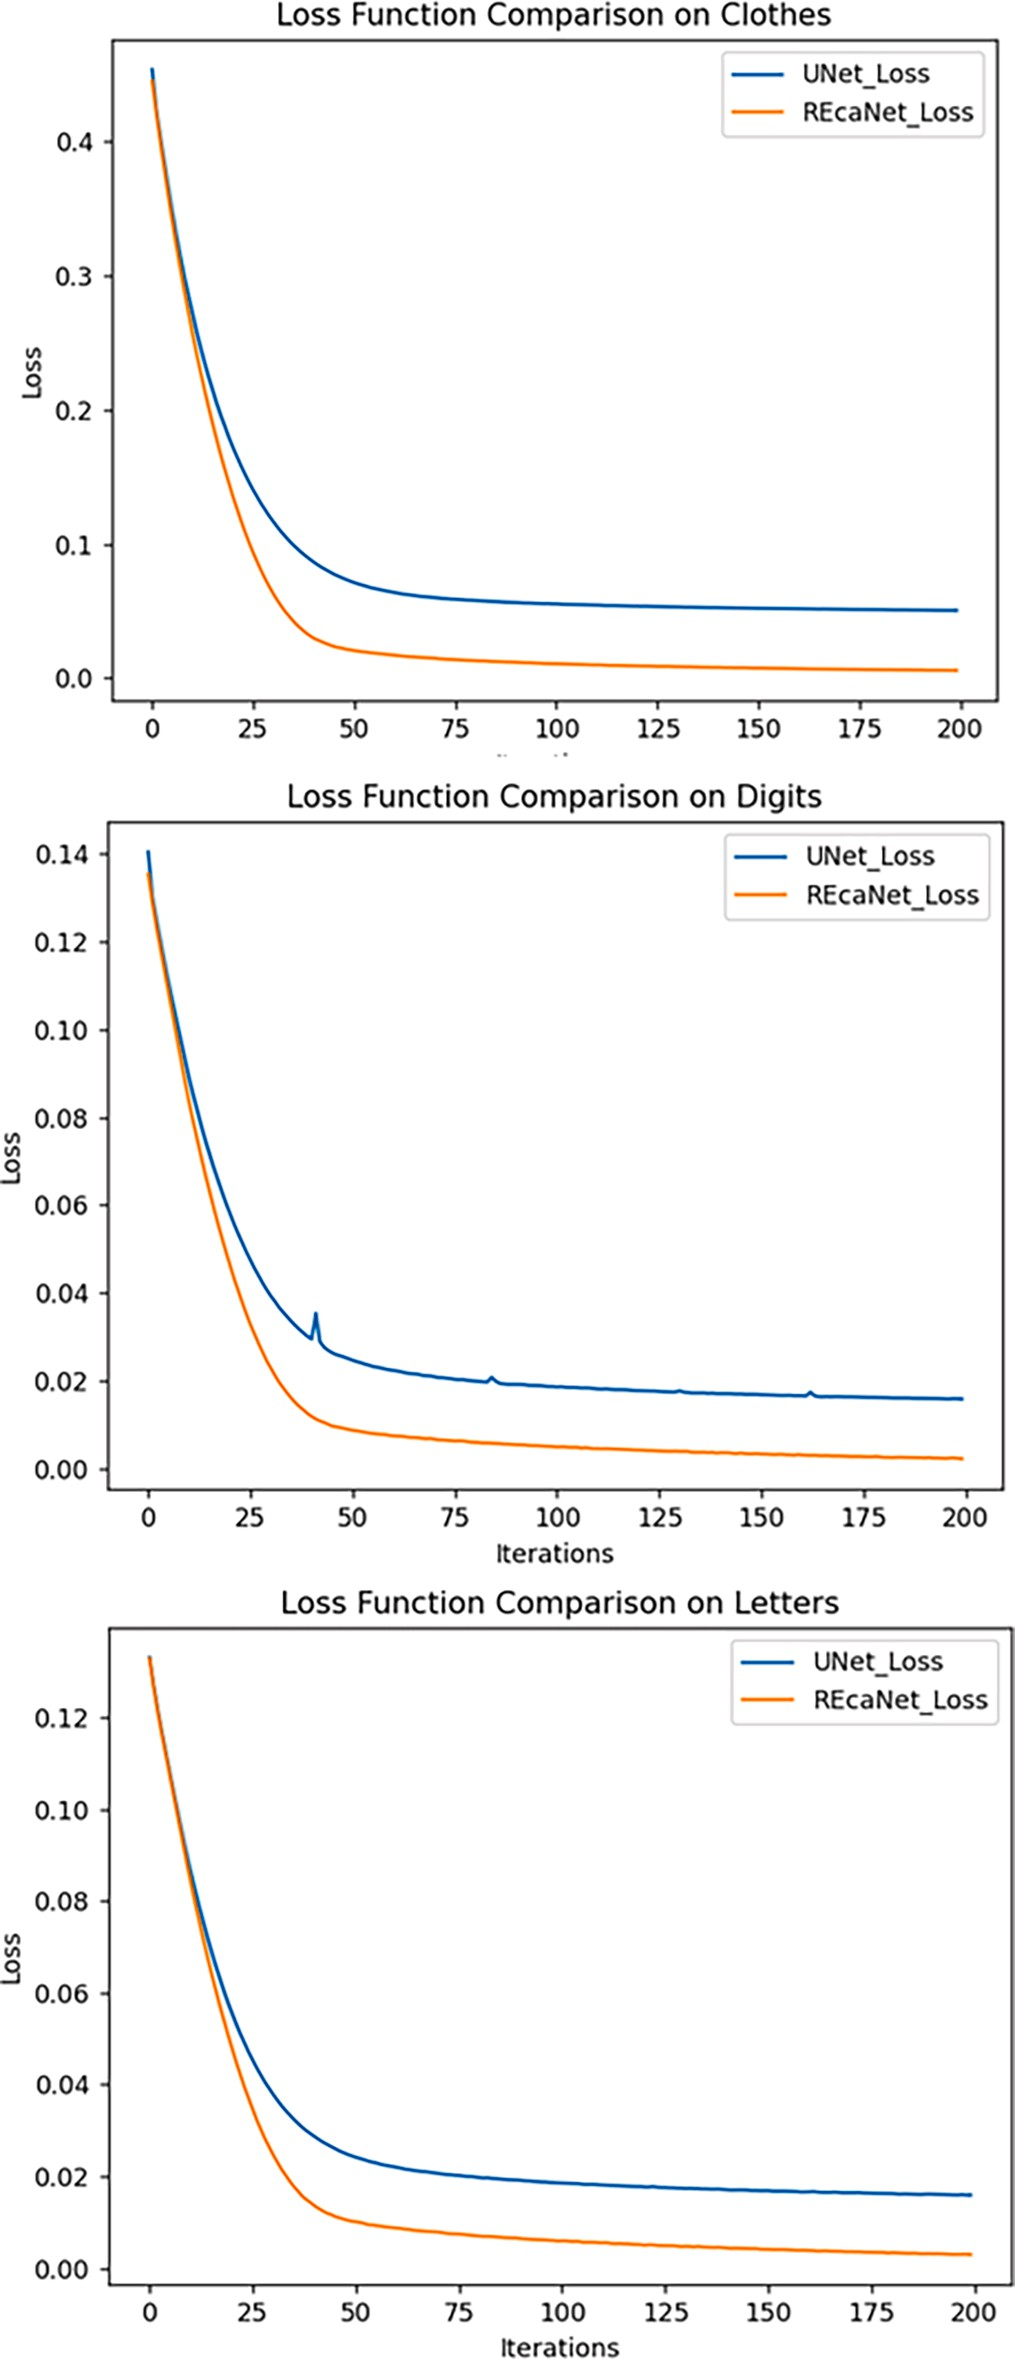 Loss Function Comparison on Clothes
UNet_Loss
REcaNet_Loss
0.4
0.3
0.2
0.1
0.0
Loss
0 25 50 75 100 125 150 175 200
Loss Function Comparison on Digits
UNet_Loss
REcaNet_Loss
0.14
0.12
0.10
0.08
0.06
0.04
0.02
0.00
Loss
0 25 50 75 100 125 150 175 200
Iterations
Loss Function Comparison on Letters
UNet_Loss
REcaNet_Loss
0.12
0.10
0.08
0.06
0.04
0.02
0.00
Loss
0 25 50 75 100 125 150 175 200
Iterations